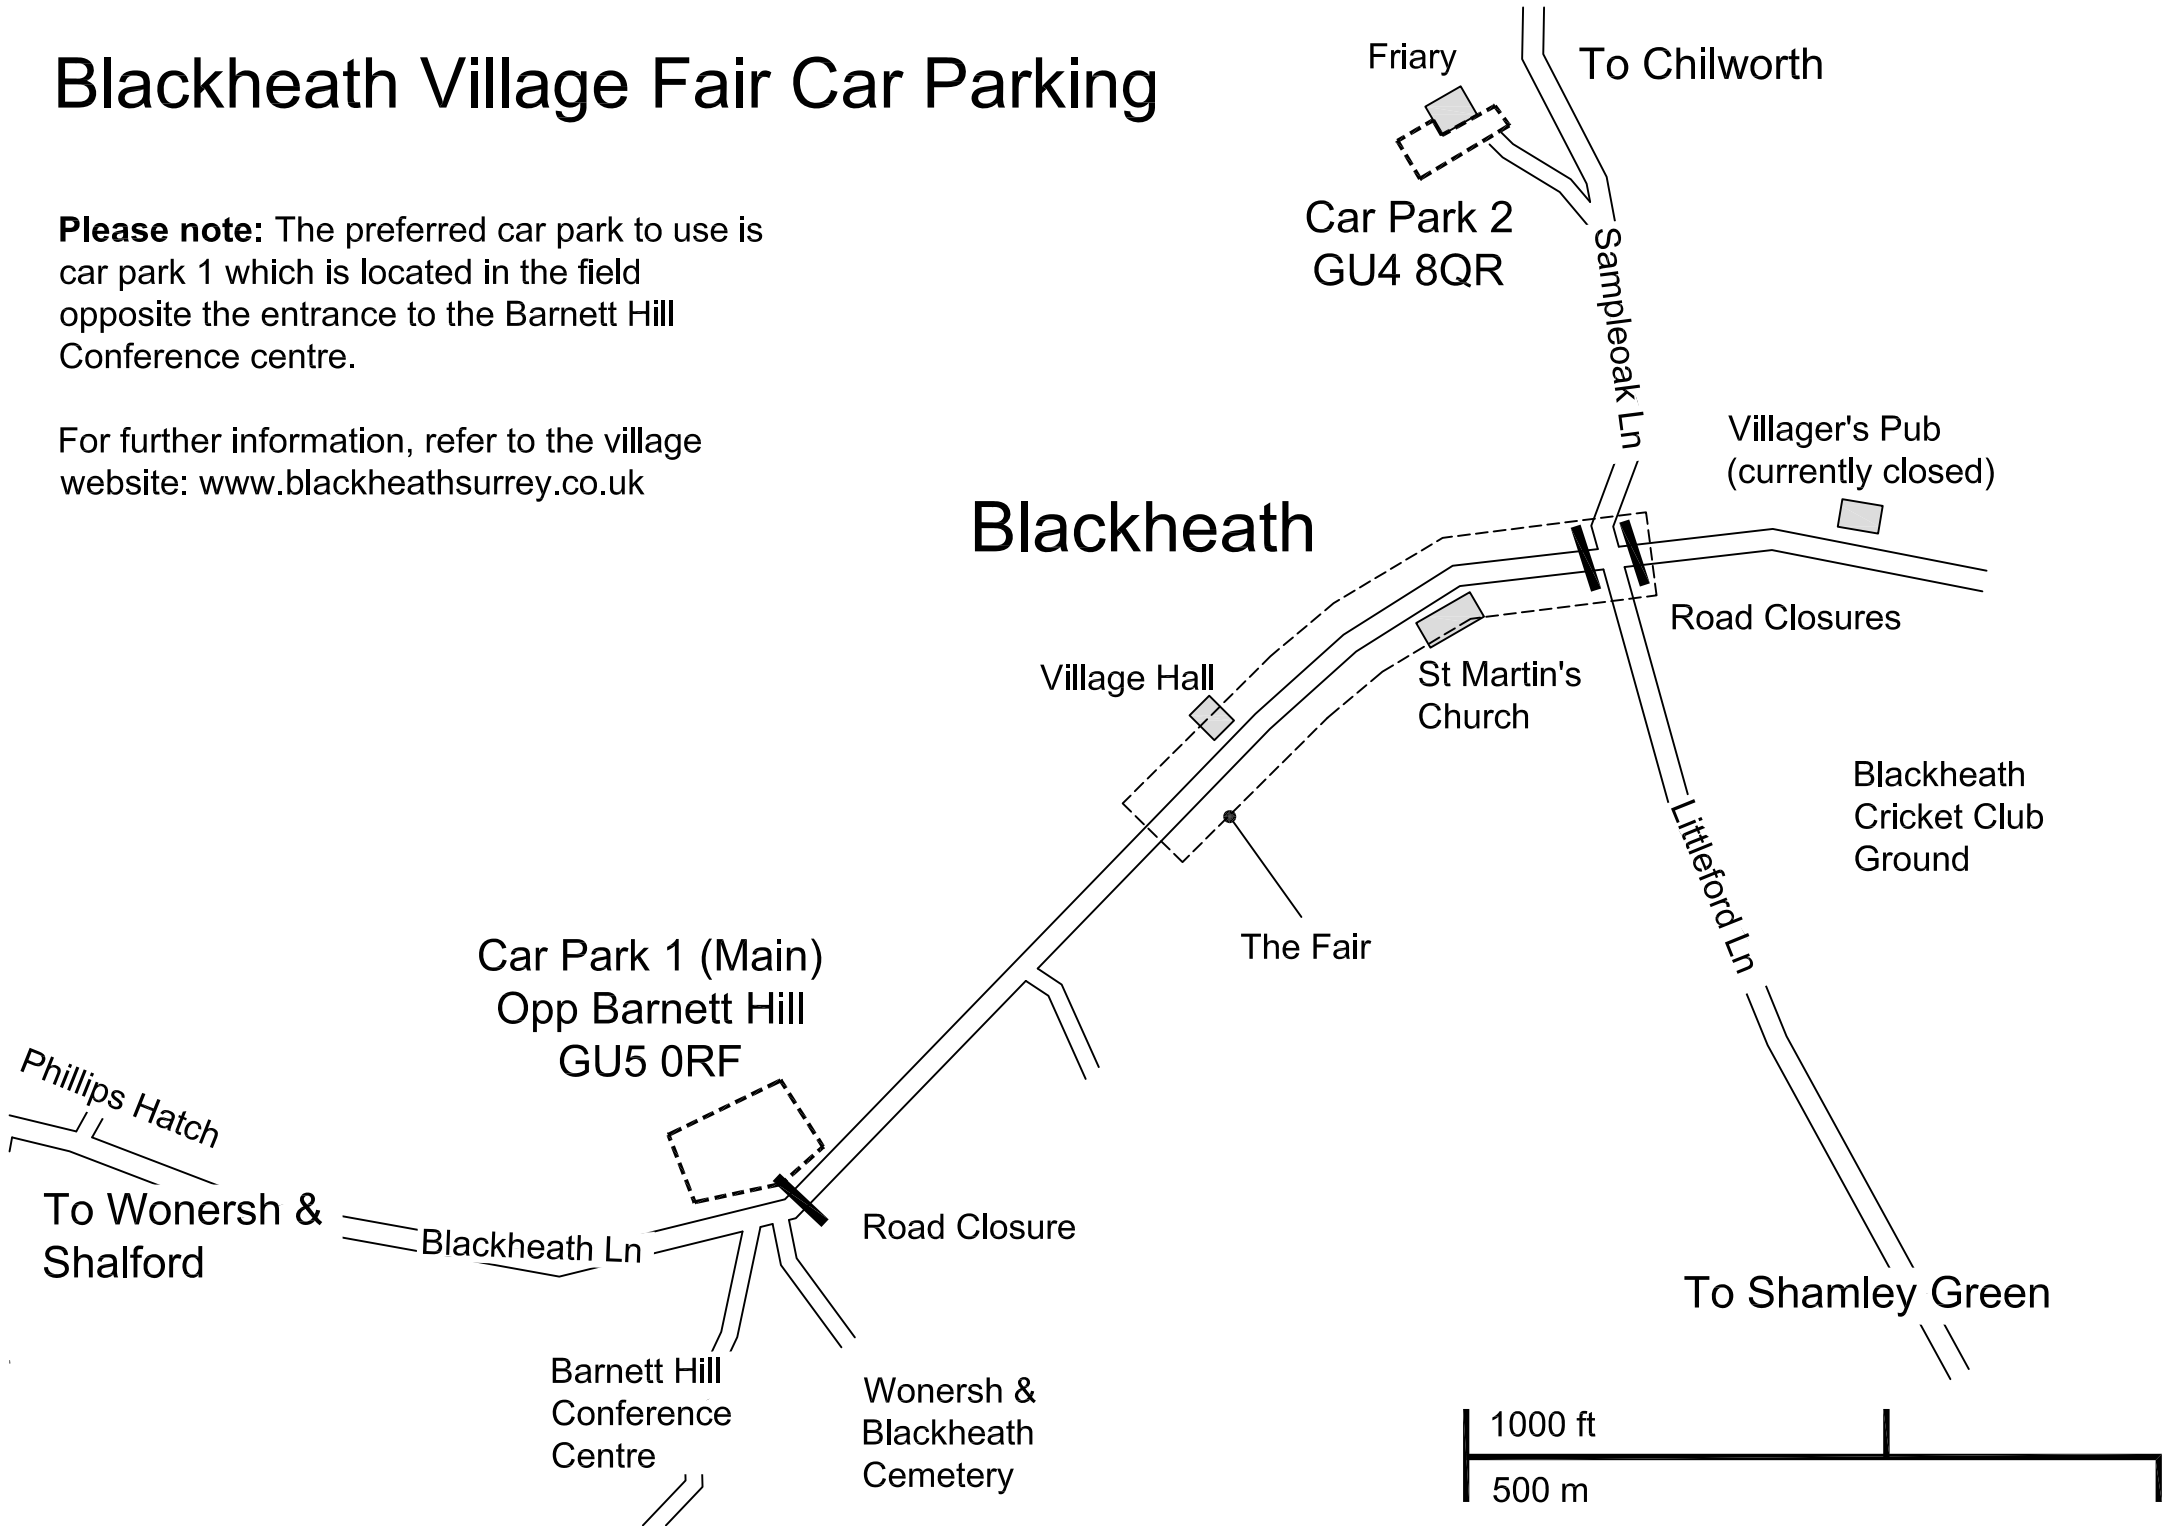 Blackheath Village Fair Car Parking
Please note: The preferred car park to use is
car park 1 which is located in the field
opposite the entrance to the Barnett Hill
Conference centre.
For further information, refer to the village
website: www.blackheathsurrey.co.uk
Friary
To Chilworth
Car Park 2
GU4 8QR
Sampleoak Ln
Villager's Pub
(currently closed)
Blackheath
Road Closures
Village Hall
St Martin's
Church
Blackheath
Cricket Club
Ground
Littleford Ln
The Fair
Car Park 1 (Main)
Opp Barnett Hill
GU5 0RF
Phillips Hatch
To Wonersh &
Shalford
Blackheath Ln
Road Closure
To Shamley Green
Barnett Hill
Conference
Centre
Wonersh &
Blackheath
Cemetery
1000 ft
500 m